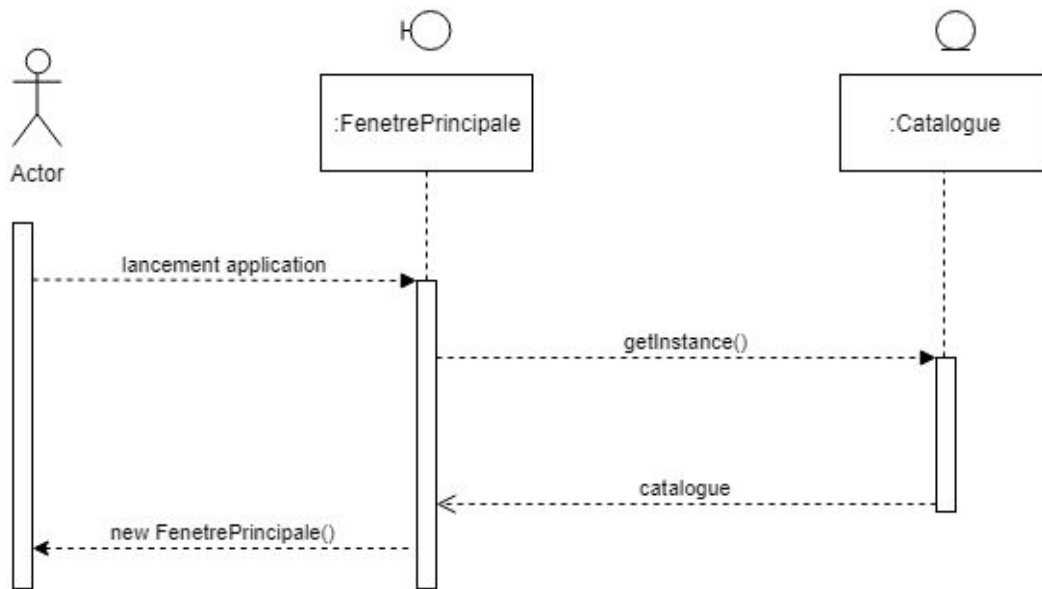 :FenetrePrincipale
:Catalogue
Actor
lancement application
getInstance()
catalogue
new FenetrePrincipale()